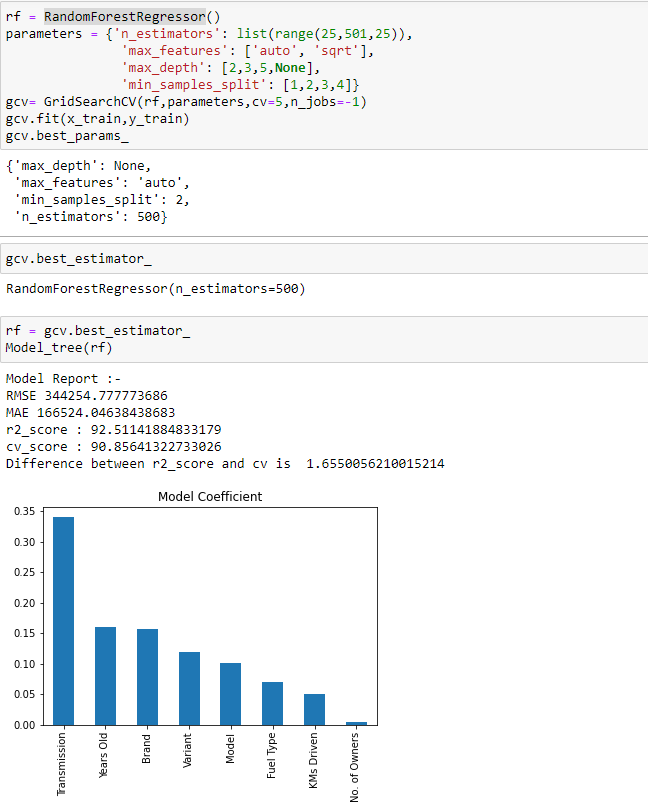 rf = RandomForestRegressor()
parameters = {'n_estimators': list(range(25,501,25)),
'max_features': ['auto', 'sqrt'],
'max_depth': [2,3,5,None],
'min_samples_split': [1,2,3,4]}
gcv= GridSearchCV(rf,parameters,cv=5,n_jobs=-1)
gcv.fit(x_train,y_train)
gcv.best_params_
{'max_depth': None,
'max_features': 'auto',
'min_samples_split': 2,
'n_estimators': 500}
gcv.best_estimator_
RandomForestRegressor(n_estimators=500)
rf = gcv.best_estimator_
Model_tree(rf)
Model Report :-
RMSE 344254.777773686
MAE 166524.04638438683
r2_score : 92.51141884833179
cv_score : 90.85641322733026
Difference between r2_score and cv is  1.6550056210015214
Model Coefficient
0.35
0.30
0.25
0.20
0.15
0.10
0.05
0.00
Transmission
Years Old
Brand
Variant
Model
Fuel Type
KMs Driven
No. of Owners